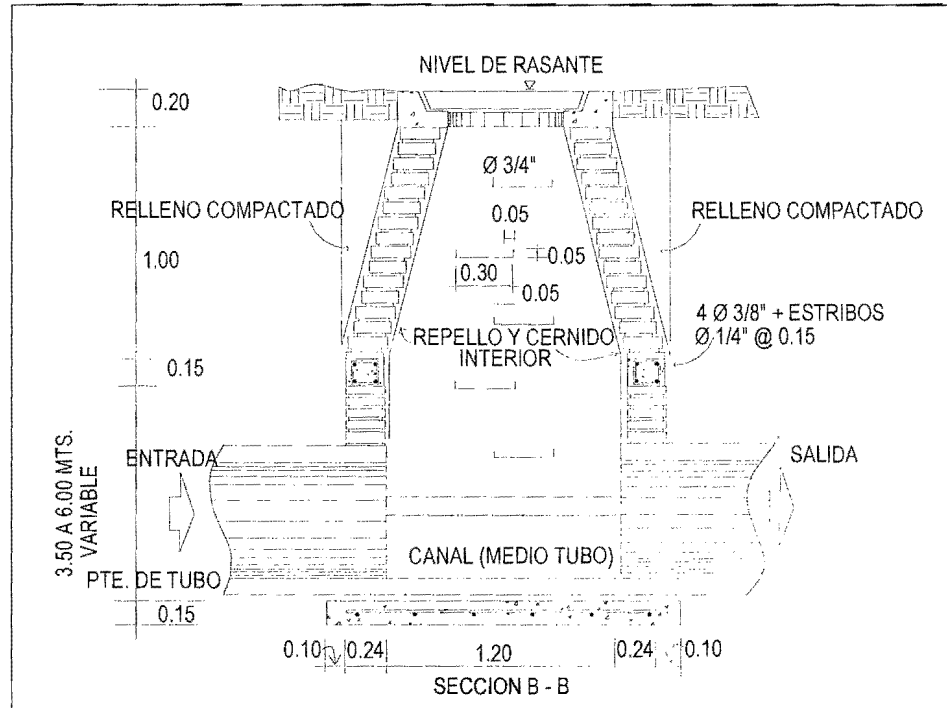 NIVEL DE RASANTE
0.20
Ø 3/4"
RELLENO COMPACTADO
0.05
RELLENO COMPACTADO
1.00
0.05
0.30
0.05
4 Ø 3/8" + ESTRIBOS
Ø 1/4" @ 0.15
REPELLO Y CERNIDO
INTERIOR
0.15
3.50 A 6.00 MTS.
VARIABLE
ENTRADA
SALIDA
CANAL (MEDIO TUBO)
PTE. DE TUBO
0.15
0.10
0.24
1.20
0.24
0.10
SECCION B - B